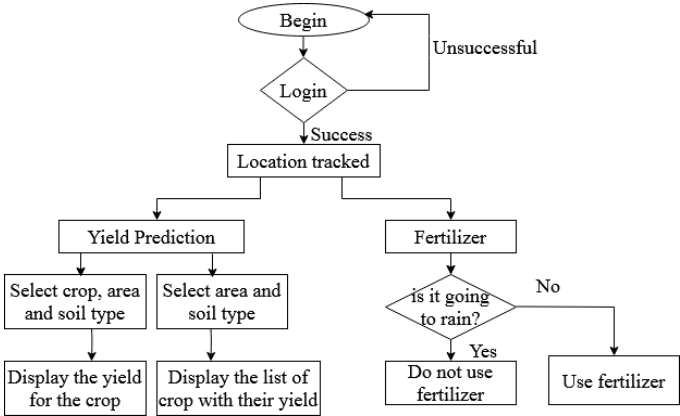 Begin
Unsuccessful
Login
Success
Location tracked
Yield Prediction
Fertilizer
Select crop, area
and soil type
Select area and
soil type
is it going
to rain?
No
Yes
Display the yield
for the crop
Display the list of
crop with their yield
Do not use
fertilizer
Use fertilizer